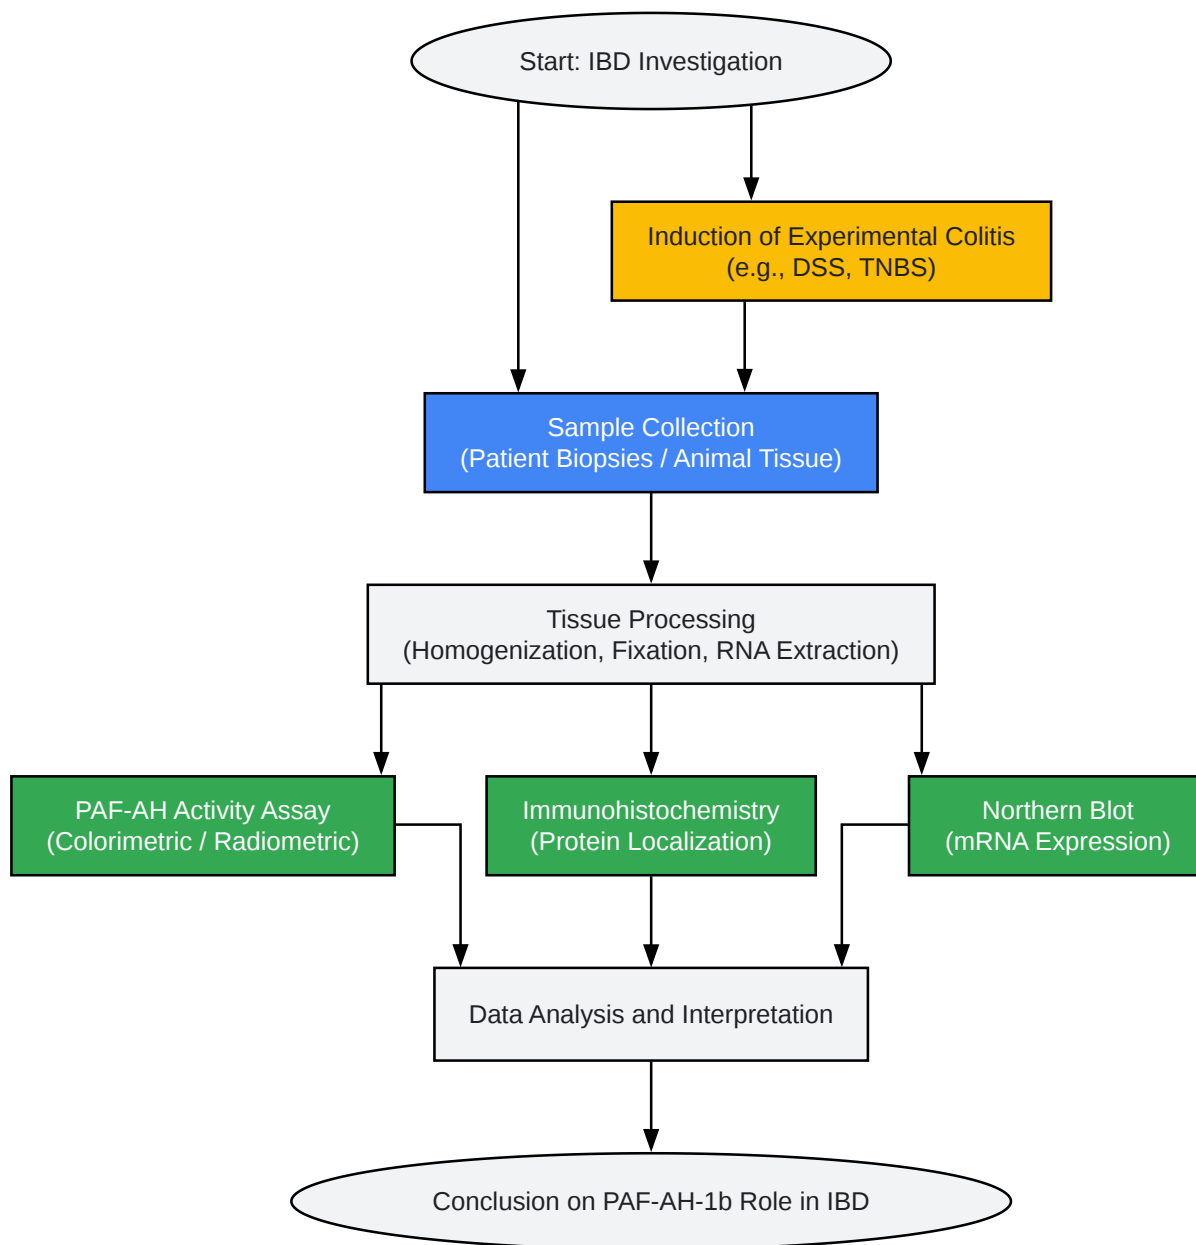 Start: IBD Investigation
Induction of Experimental Colitis
(e.g., DSS, TNBS)
Sample Collection
(Patient Biopsies / Animal Tissue)
Tissue Processing
(Homogenization, Fixation, RNA Extraction)
PAF-AH Activity Assay
(Colorimetric / Radiometric)
Immunohistochemistry
(Protein Localization)
Northern Blot
(mRNA Expression)
Data Analysis and Interpretation
Conclusion on PAF-AH-1b Role in IBD